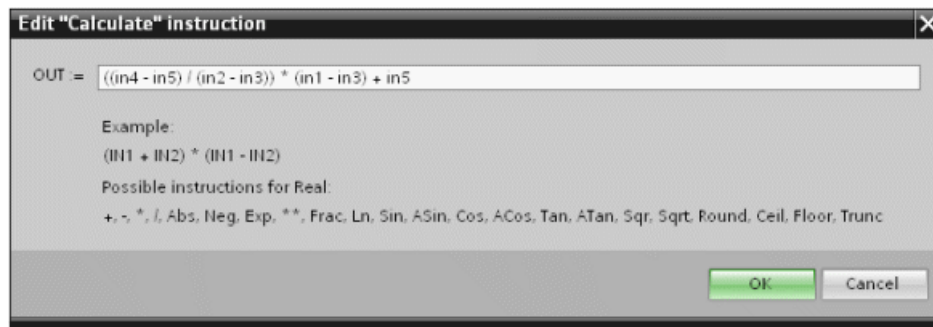 Edit "Calculate" instruction
OUT := ((in4 - in5) / (in2 - in3)) * (in1 - in3) + in5
Example:
(IN1 + IN2) * (IN1 - IN2)
Possible instructions for Real:
+, -, *, /, Abs, Neg, Exp, **, Frac, Ln, Sin, ASin, Cos, ACos, Tan, ATan, Sqr, Sqrt, Round, Ceil, Floor, Trunc
OK Cancel